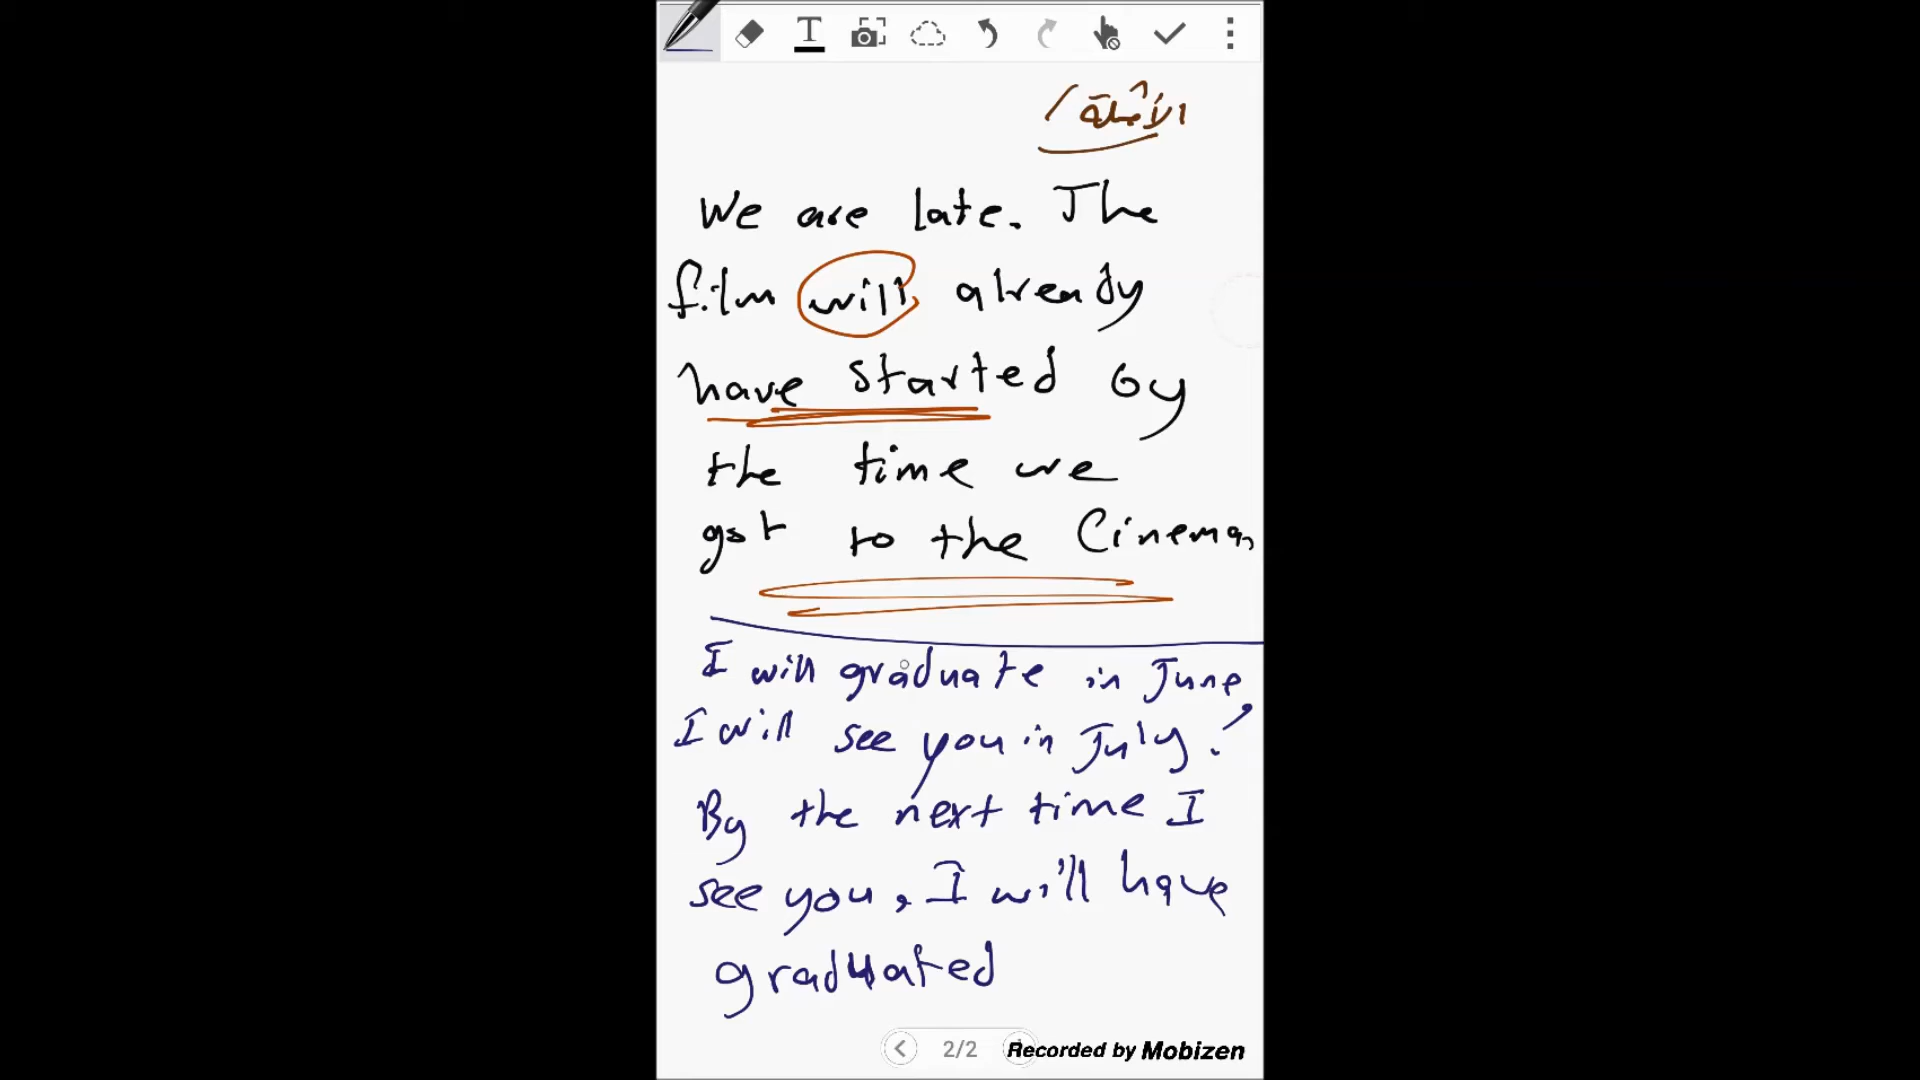 الأمثلة /
We are late. The
film will already
have started by
the time we
got to the Cinema,
I will graduate in June,
I will see you in July.
By the next time I
see you, I will have
graduated
2/2
Recorded by Mobizen